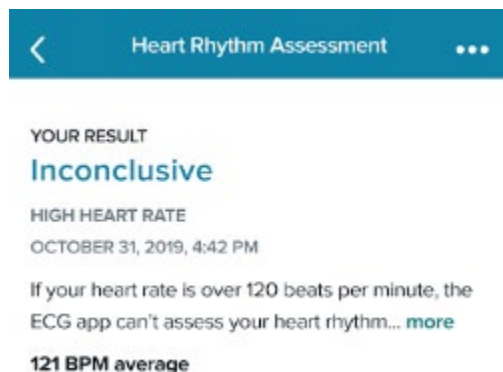 Heart Rhythm Assessment
YOUR RESULT
Inconclusive
HIGH HEART RATE
OCTOBER 31, 2019, 4:42 PM
If your heart rate is over 120 beats per minute, the
ECG app can't assess your heart rhythm... more
121 BPM average